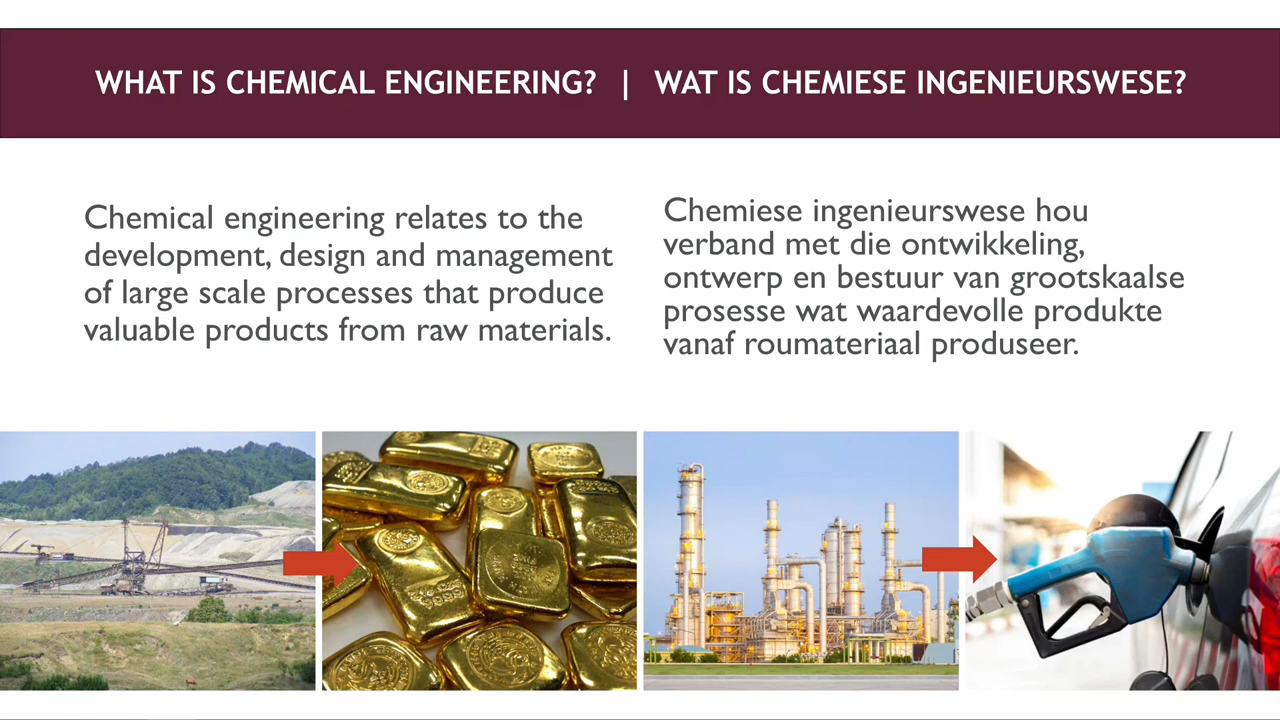 WHAT IS CHEMICAL ENGINEERING? | WAT IS CHEMIESE INGENIEURSWESE?
Chemical engineering relates to the
development, design and management
of large scale processes that produce
valuable products from raw materials.
Chemiese ingenieurswese hou
verband met die ontwikkeling,
ontwerp en bestuur van grootskaalse
prosesse wat waardevolle produkte
vanaf roumateriaal produseer.